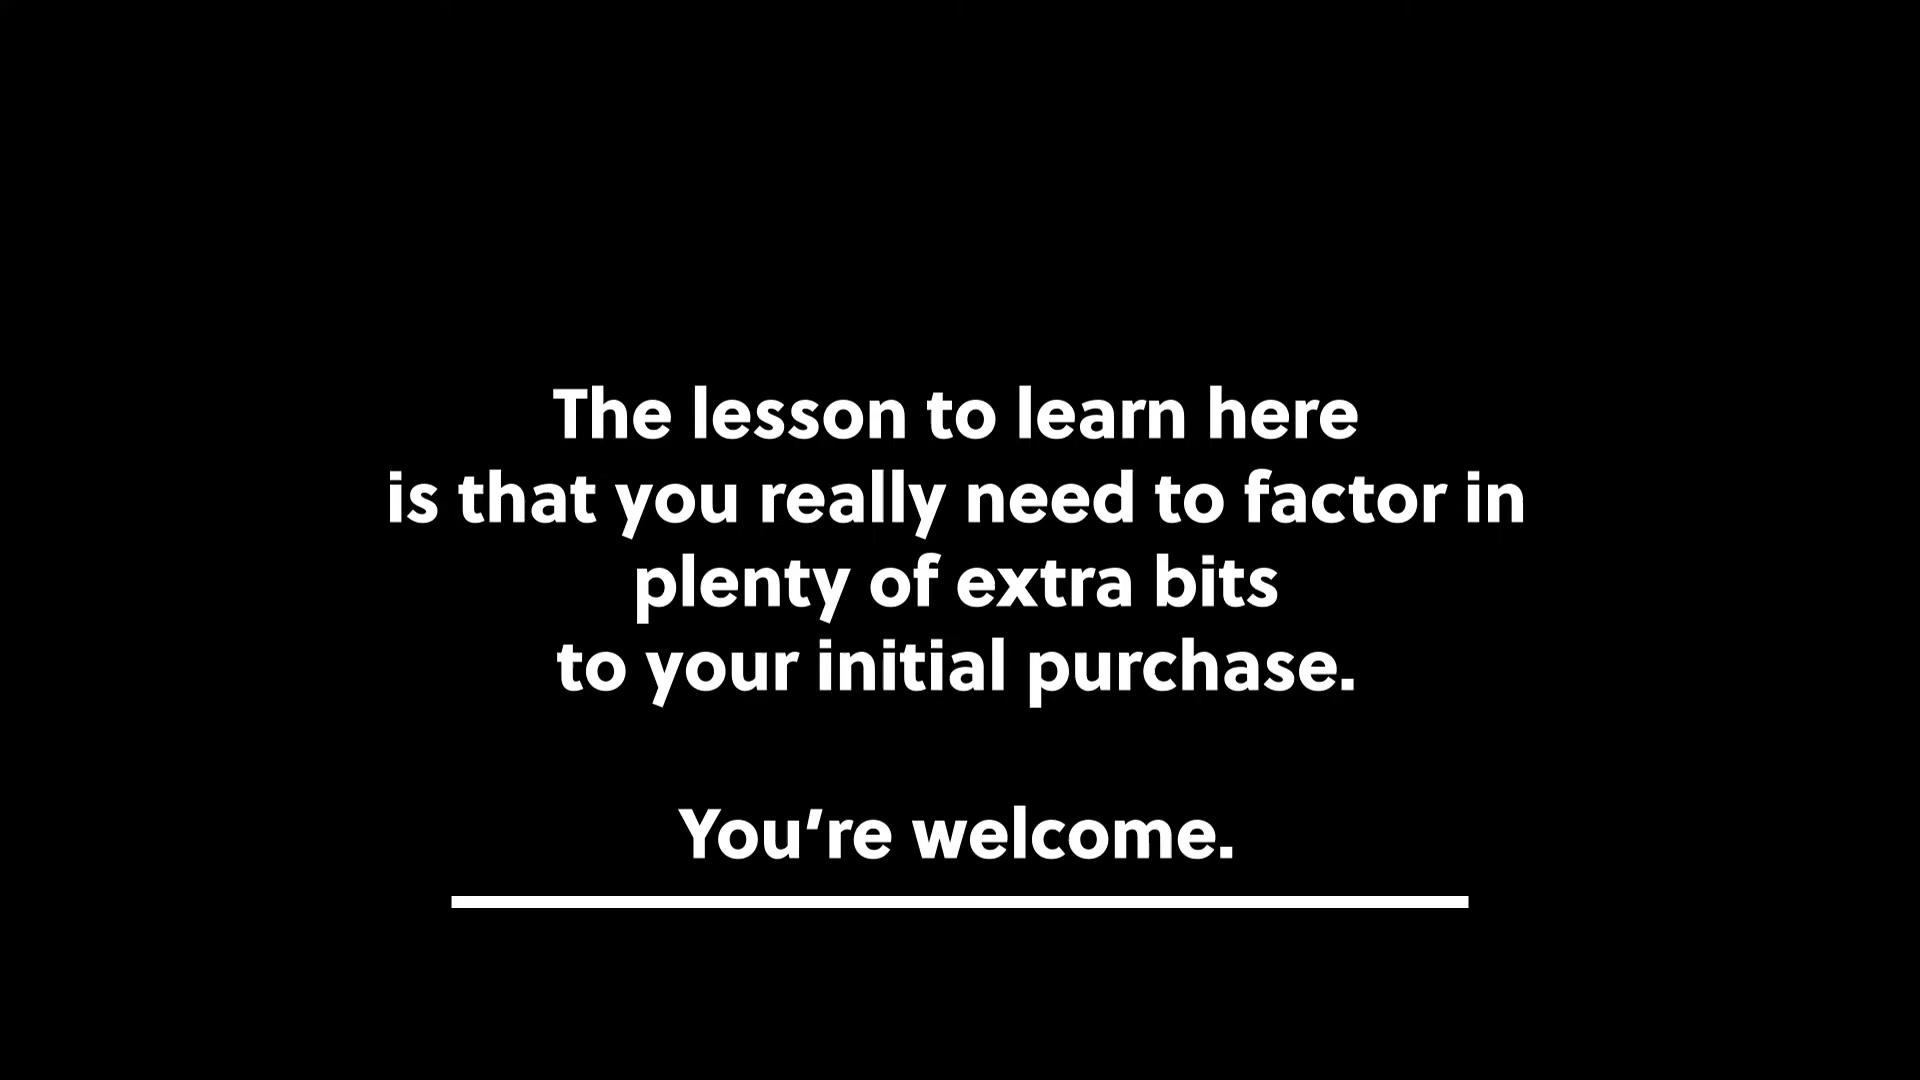 The lesson to learn here
is that you really need to factor in
plenty of extra bits
to your initial purchase.
You’re welcome.